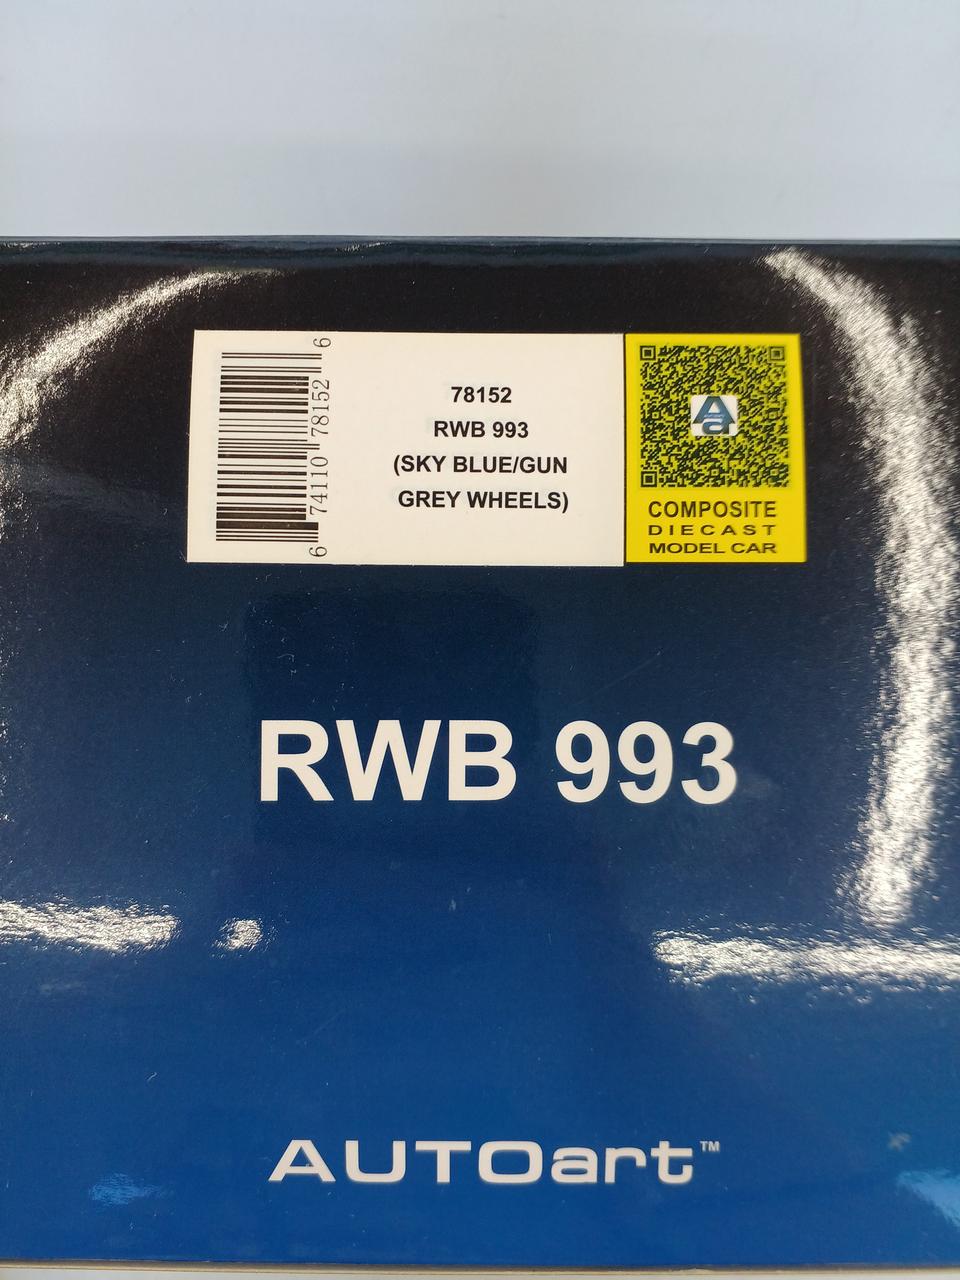 6 74110 78152 6
78152
RWB 993
(SKY BLUE/GUN
GREY WHEELS)
COMPOSITE
DIECAST
MODEL CAR
RWB 993
AUTOart™